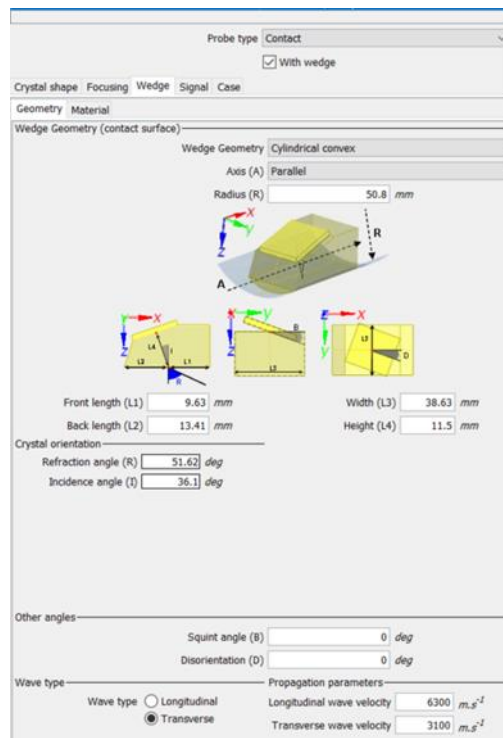 Probe type Contact
With wedge
Crystal shape Focusing Wedge Signal Case
Geometry Material
Wedge Geometry (contact surface)
Wedge Geometry Cylindrical convex
Axis (A) Parallel
Radius (R) 50.8 mm
X
Y
Z
R
A
Y X X Y Z X
Z L4 I L2 L1 R
Z B L3
Y L3 D
Front length (L1) 9.63 mm Width (L3) 38.63 mm
Back length (L2) 13.41 mm Height (L4) 11.5 mm
Crystal orientation
Refraction angle (R) 51.62 deg
Incidence angle (I) 36.1 deg
Other angles
Squint angle (B) 0 deg
Disorientation (D) 0 deg
Wave type Propagation parameters
Wave type Longitudinal Longitudinal wave velocity 6300 m.s-1
Transverse Transverse wave velocity 3100 m.s-1